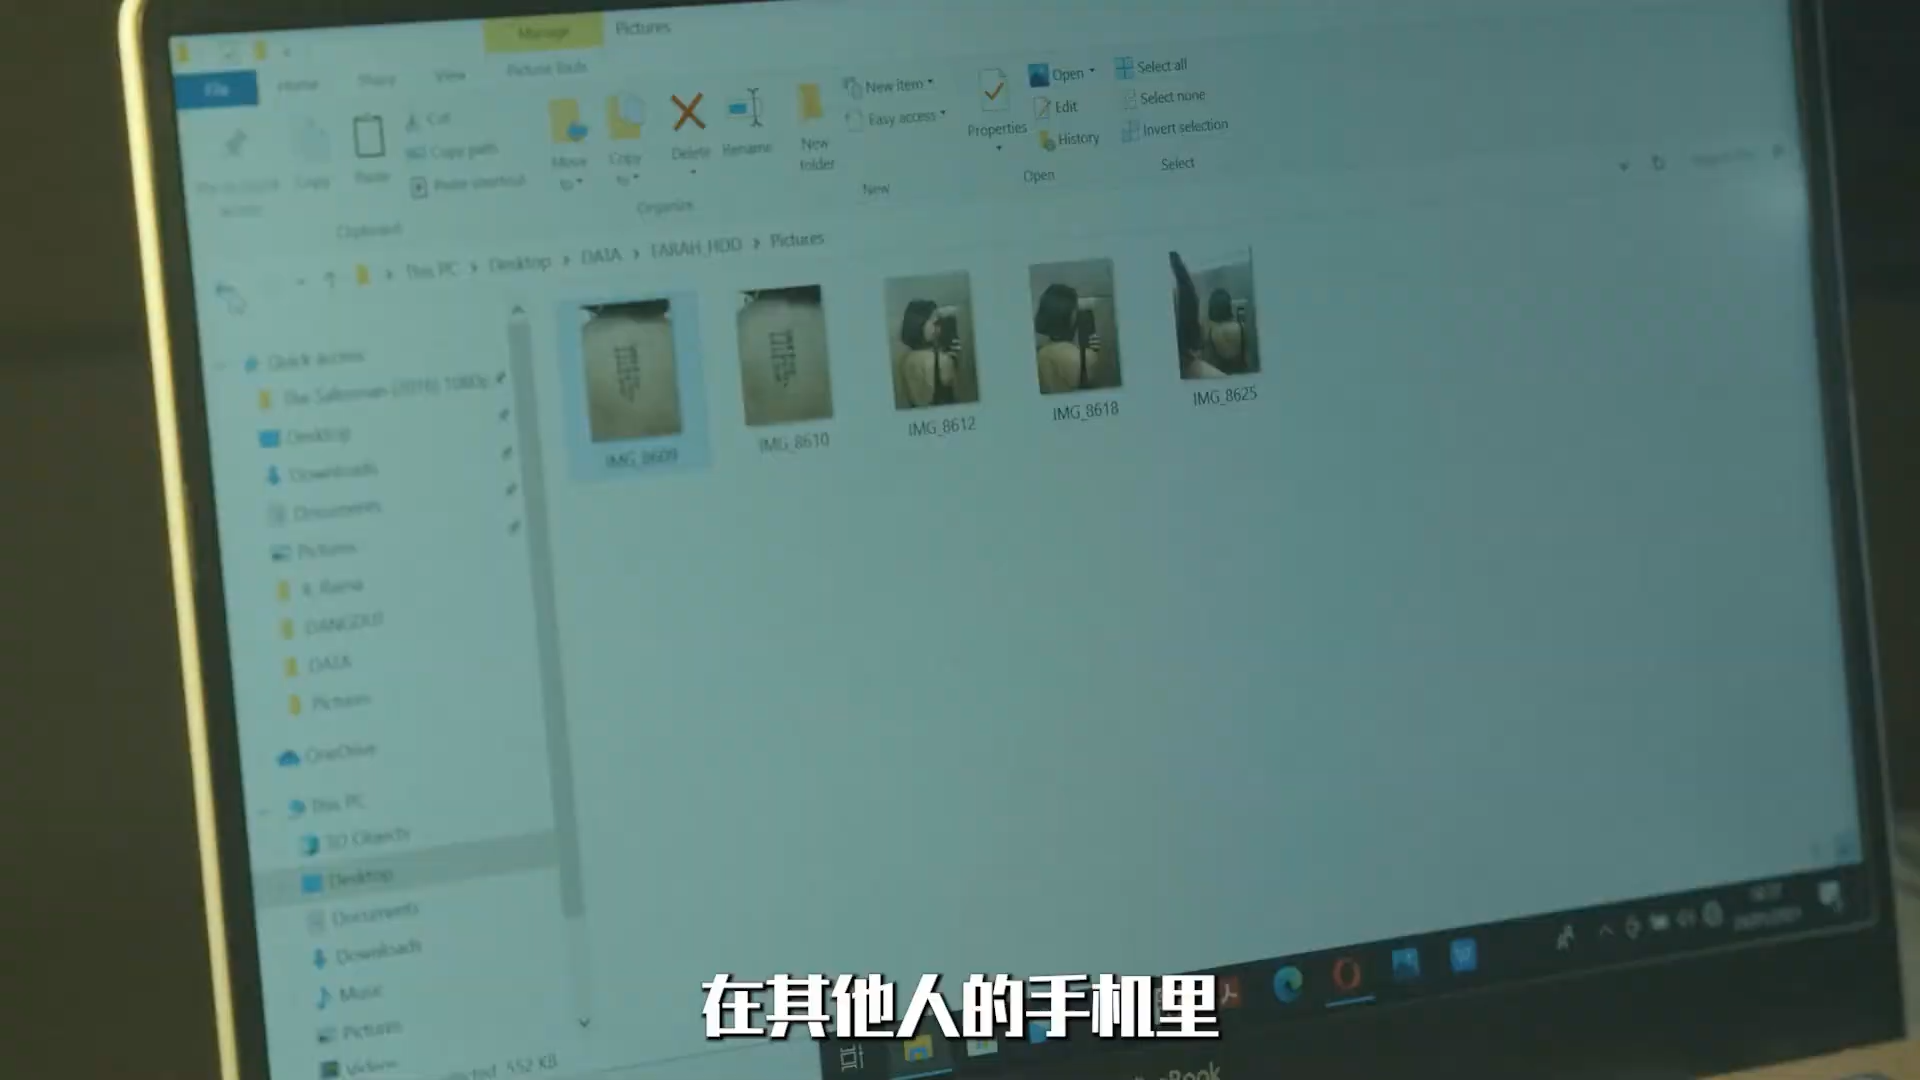 Manage
Pictures
File
Home
Share
View
Picture Tools
Copy
Paste
Cut
Copy path
Paste shortcut
Clipboard
Move to
Copy to
Delete
Rename
Organize
New folder
New item
Easy access
New
Properties
Open
Edit
History
Open
Select all
Select none
Invert selection
Select
This PC > Desktop > DATA > TARAH_HDD > Pictures
Quick access
Desktop
Downloads
Documents
Pictures
DATA
Pictures
OneDrive
This PC
3D Objects
Desktop
Documents
Downloads
Music
Pictures
Videos
IMG_8609
IMG_8610
IMG_8612
IMG_8618
IMG_8625
552 KB
在其他人的手机里